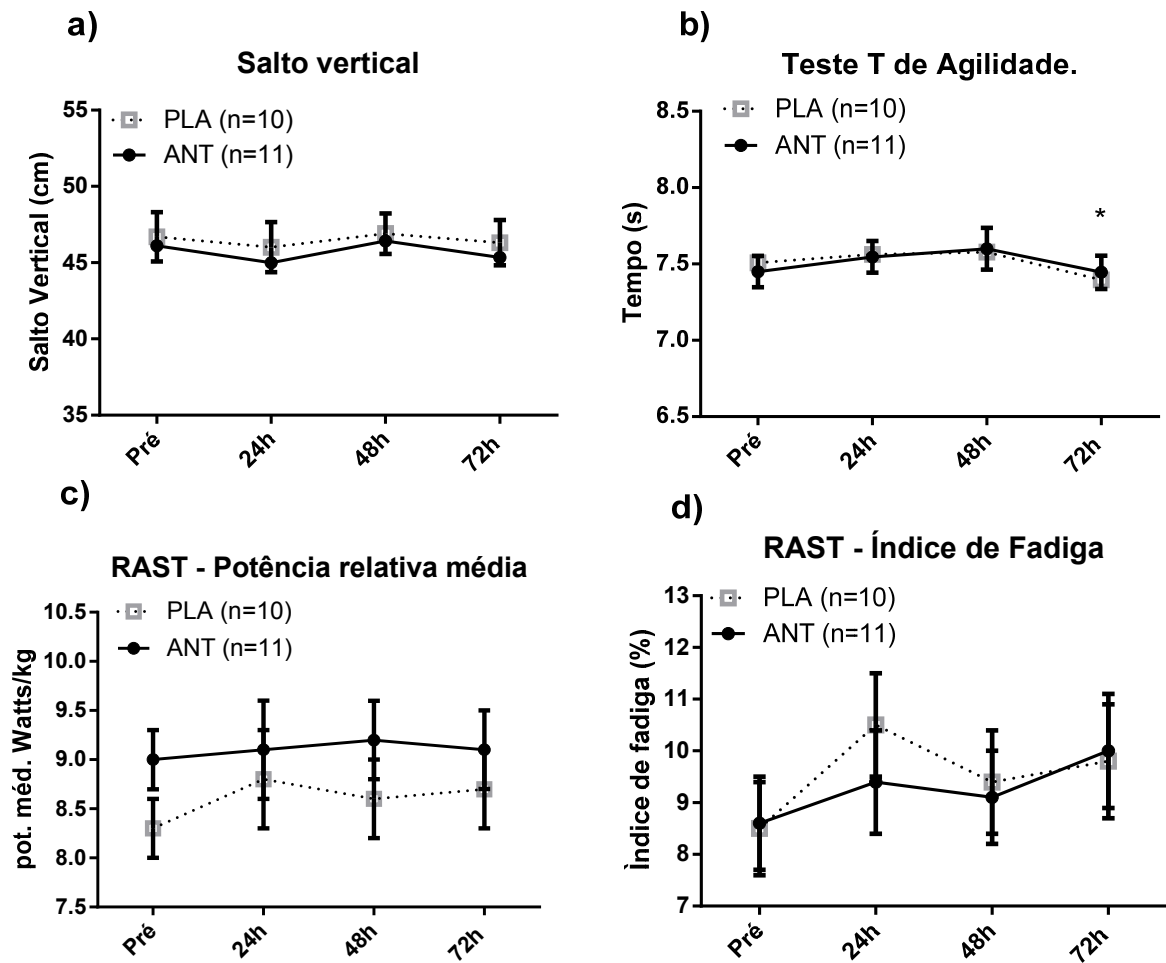 a)
Salto vertical
PLA (n=10)
ANT (n=11)
Salto Vertical (cm)
55
50
45
40
35
Pré
24h
48h
72h
b)
Teste T de Agilidade.
PLA (n=10)
ANT (n=11)
Tempo (s)
8.5
8.0
7.5
7.0
6.5
*
Pré
24h
48h
72h
c)
RAST - Potência relativa média
PLA (n=10)
ANT (n=11)
pot. méd. Watts/kg
10.5
10.0
9.5
9.0
8.5
8.0
7.5
Pré
24h
48h
72h
d)
RAST - Índice de Fadiga
PLA (n=10)
ANT (n=11)
Ìndice de fadiga (%)
13
12
11
10
9
8
7
Pré
24h
48h
72h